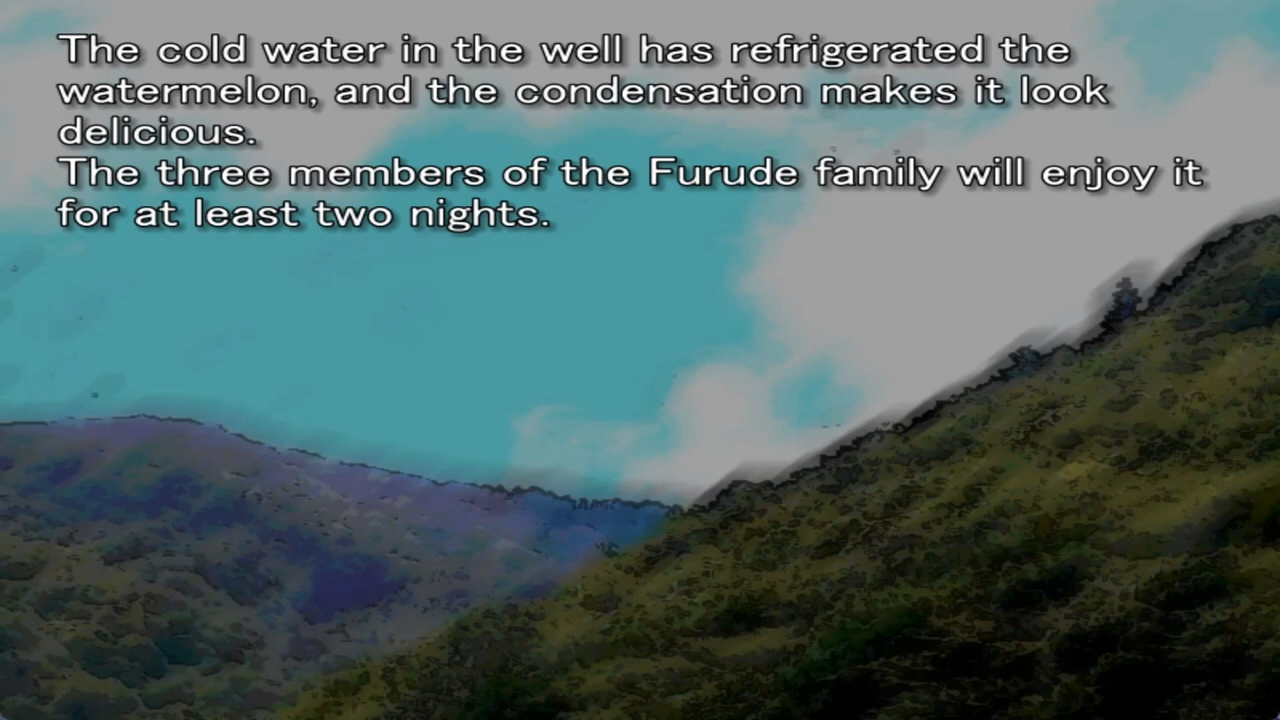 The cold water in the well has refrigerated the
watermelon, and the condensation makes it look
delicious.
The three members of the Furude family will enjoy it
for at least two nights.